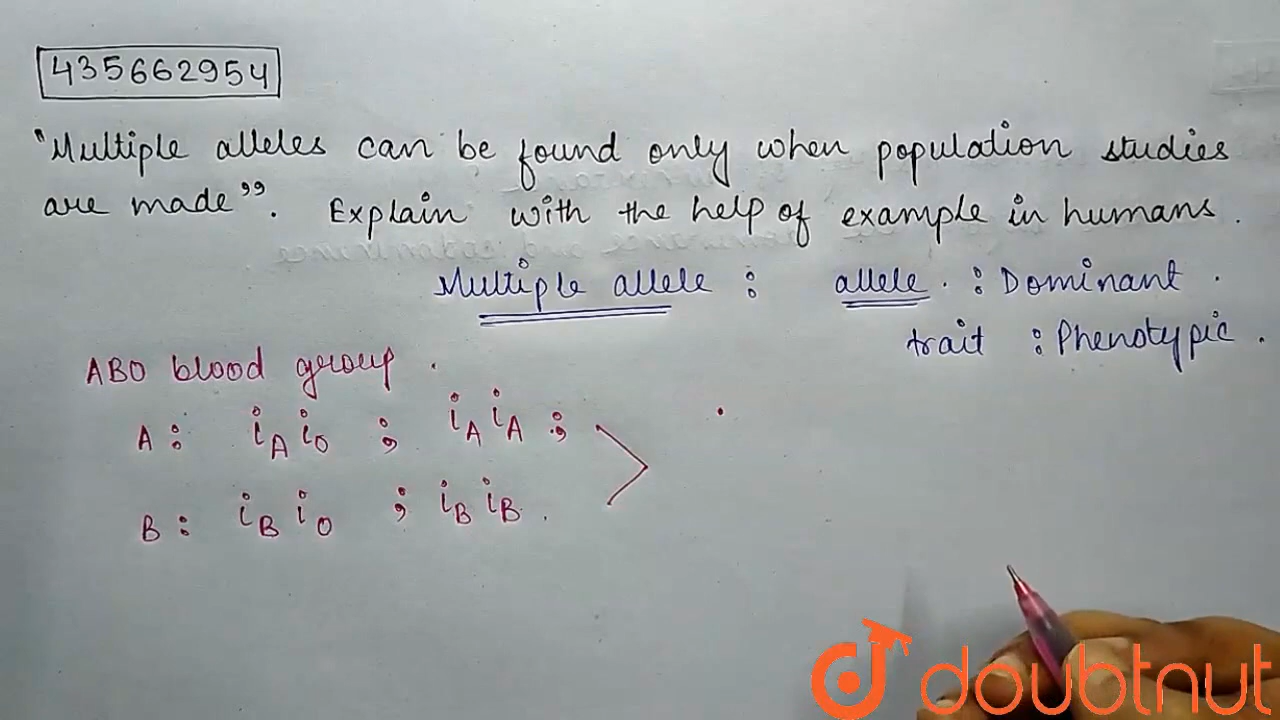 435662954
"Multiple alleles can be found only when population studies
are made". Explain with the help of example in humans.
Multiple allele : allele. : Dominant.
trait : Phenotypic.
ABO blood group.
A : iA iO ; iA iA ;
B : iB iO ; iB iB.
doubtnut